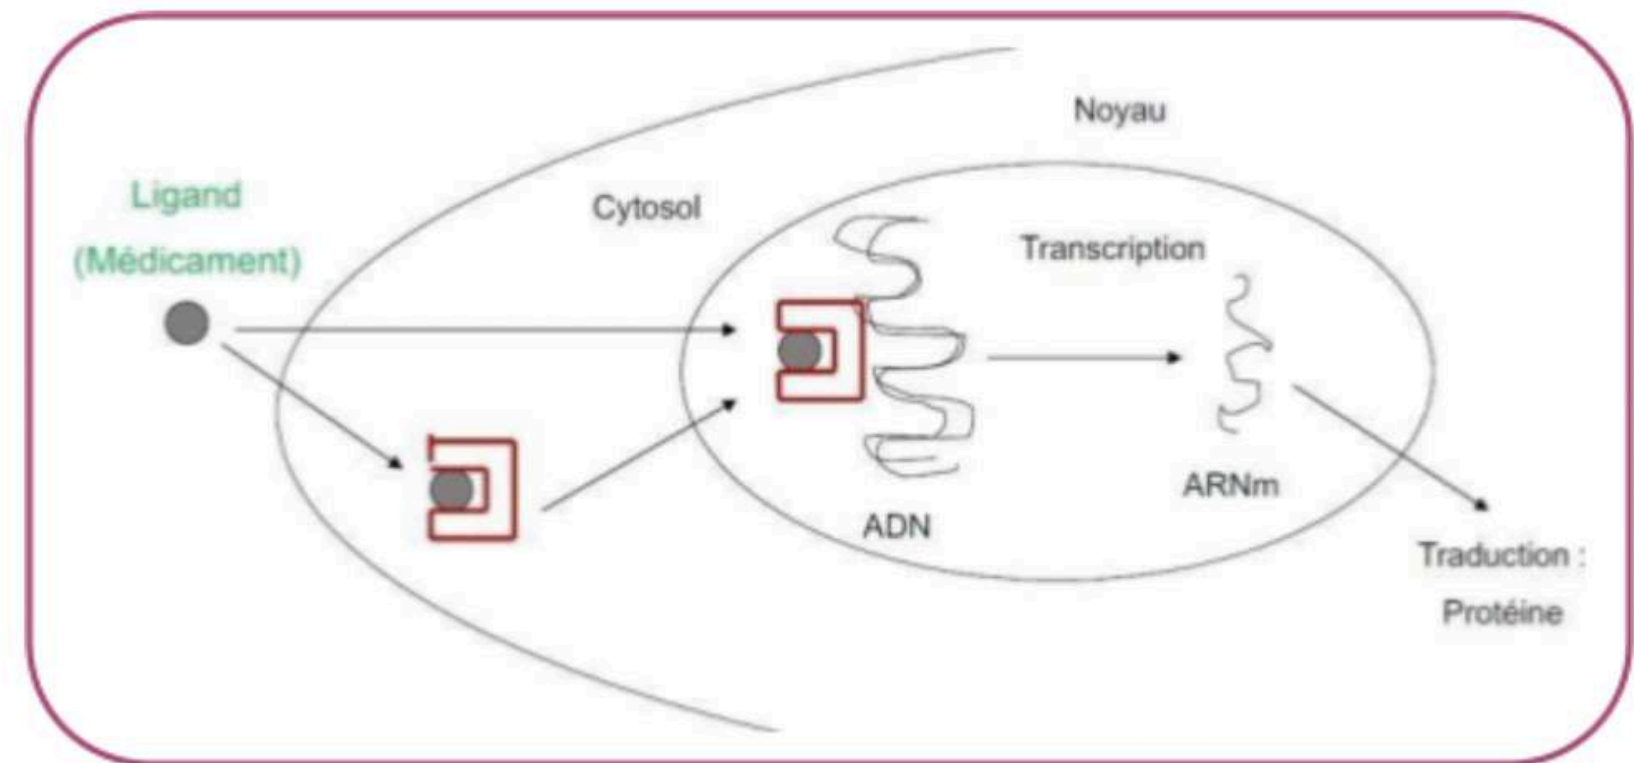 Noyau
Ligand
(Médicament)
Cytosol
Transcription
ARNm
ADN
Traduction :
Protéine